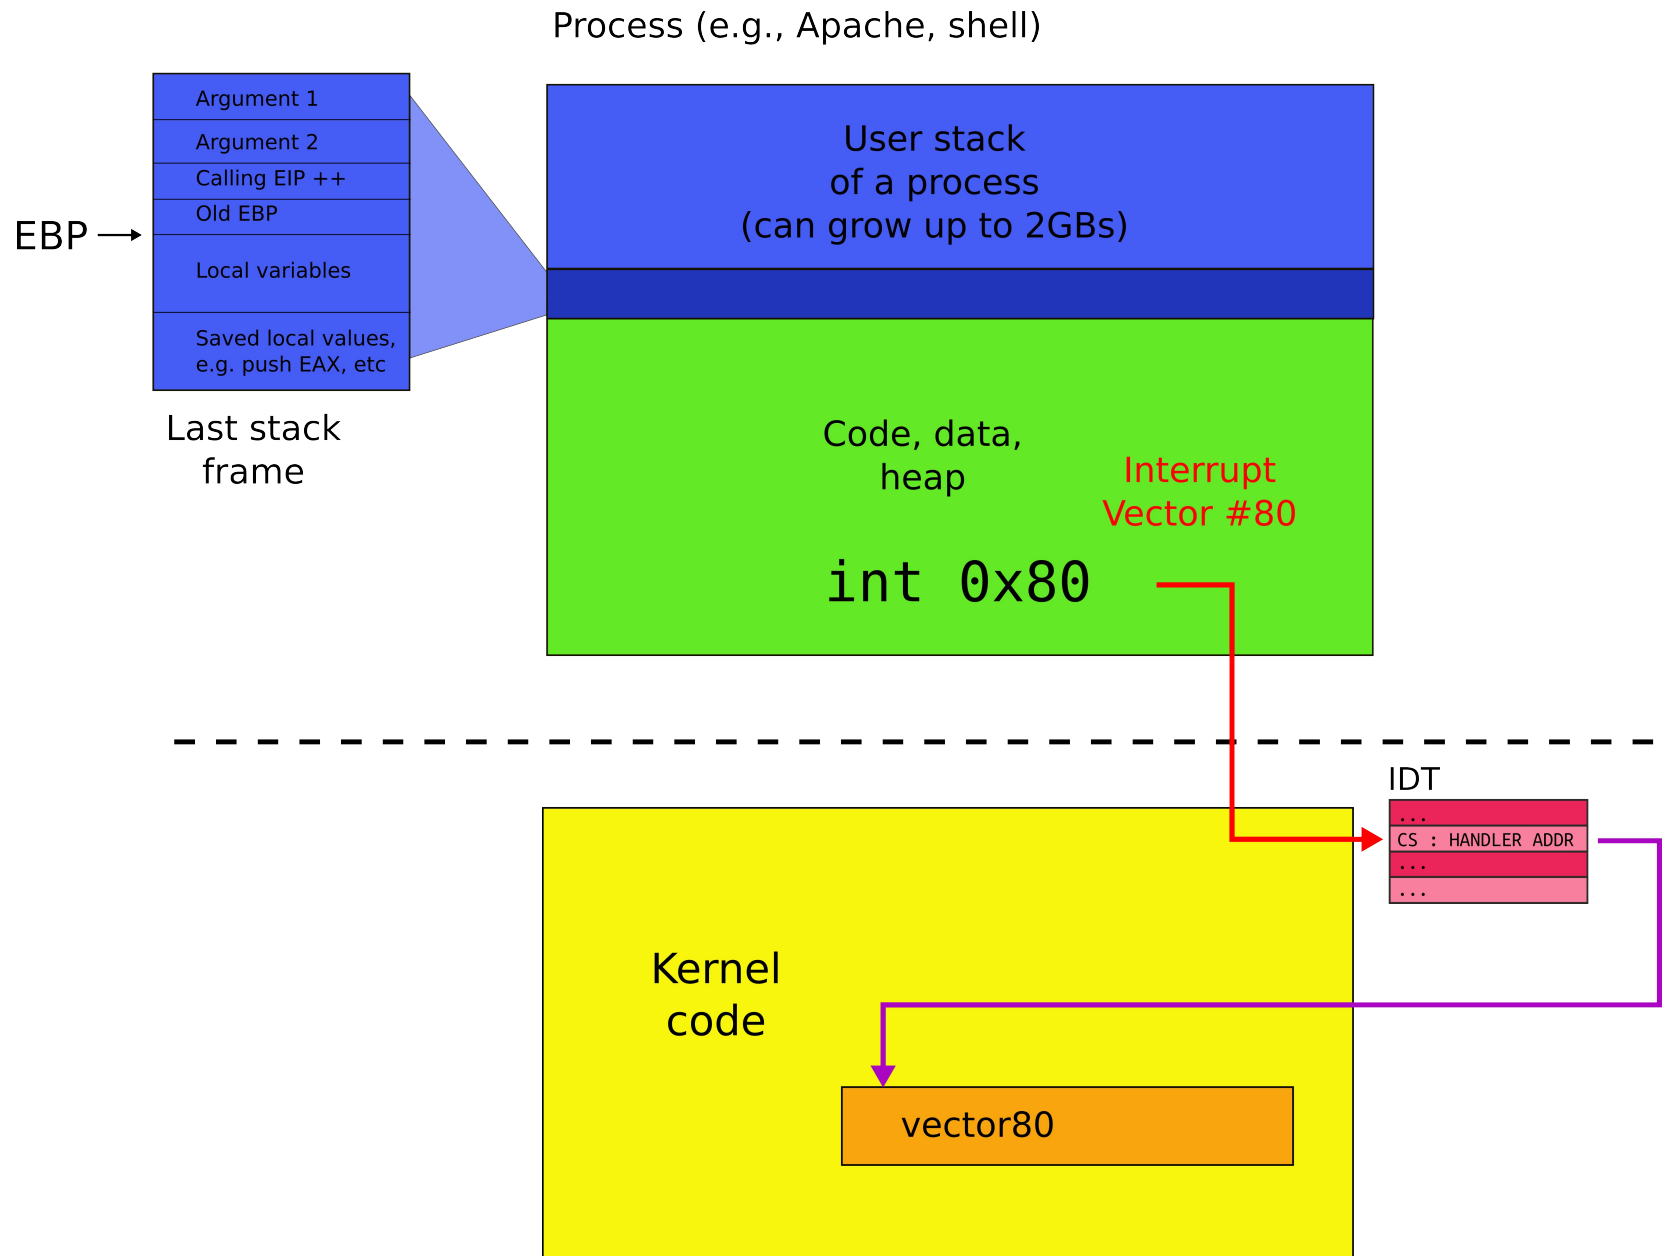 Process (e.g., Apache, shell)
Argument 1
Argument 2
Calling EIP ++
Old EBP
EBP
Local variables
Saved local values,
e.g. push EAX, etc
Last stack
frame
User stack
of a process
(can grow up to 2GBs)
Code, data,
heap
Interrupt
Vector #80
int 0x80
IDT
...
CS : HANDLER ADDR
...
...
Kernel
code
vector80